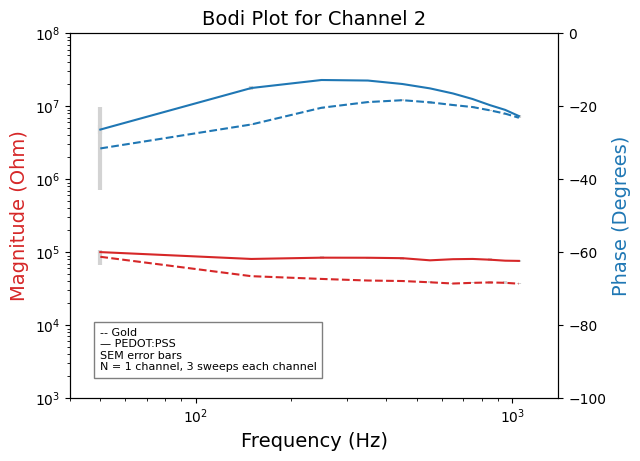 Bodi Plot for Channel 2
10^8
10^7
10^6
10^5
10^4
10^3
Magnitude (Ohm)
0
−20
−40
−60
−80
−100
Phase (Degrees)
-- Gold
— PEDOT:PSS
SEM error bars
N = 1 channel, 3 sweeps each channel
10^2
10^3
Frequency (Hz)